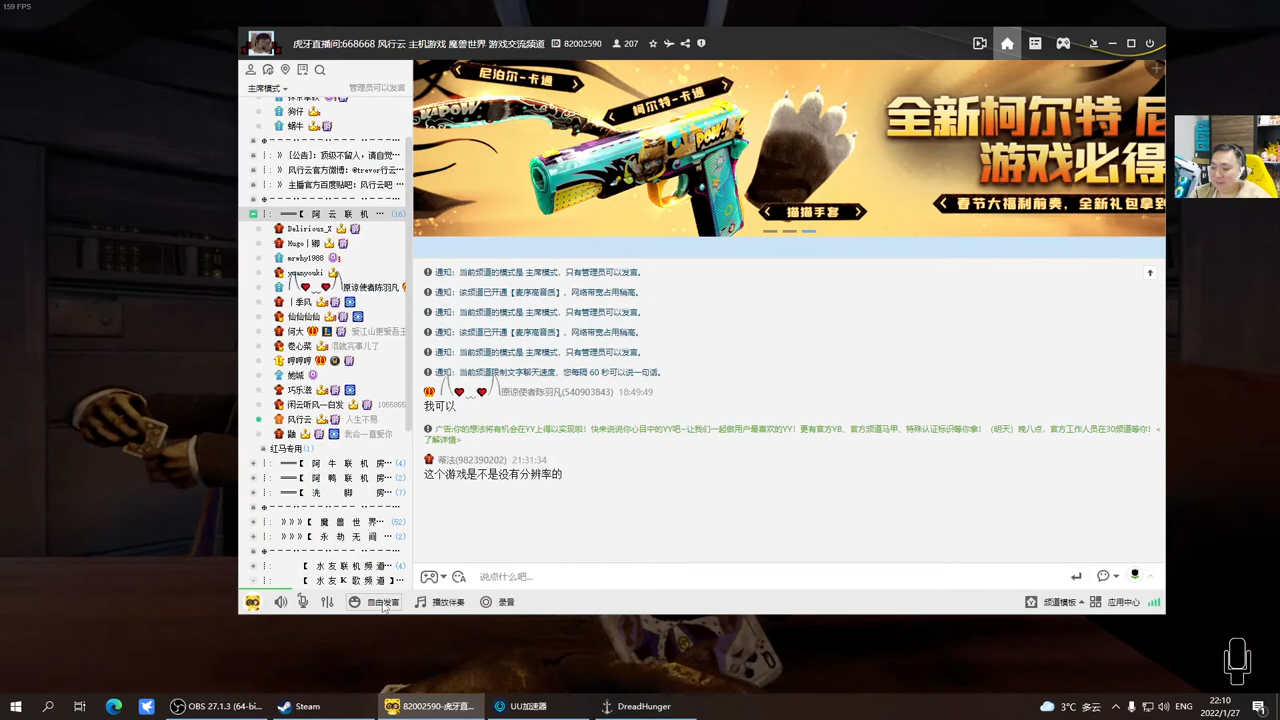 159 FPS
虎牙直播间:668668 风行云 主机游戏 魔兽世界 游戏交流频道 82002590 207
主席模式
管理员可以发言
狗仔
蜗牛
[公告]: 顶级不留人，请自觉…
风行云官方微博: @trevor行云…
主播官方百度贴吧: 风行云吧 …
【 阿 云 联 机 … (16)
Delirious_X
Hugo丨卿
mrwhy1988
yuanyouki
原谅使者陈羽凡
丨季风
仙仙仙仙
何大 爱江山更爱吾王
卷心菜
哼哼哼
她城
巧乐滋
闲云听风一白发 1055855
风行云 人生不易
鼬 我会一直爱你
红马专用(1)
【 阿 牛 联 机 房… (4)
【 阿 鸭 联 机 房… (2)
【 洗 脚 房… (7)
》》》【 魔 兽 世 界… (52)
》》》【 永 劫 无 间 … (2)
【 水 友 联 机 频 道… (4)
【 水 友 K 歌 频 道 】…
自由发言
播放伴奏
录音
尼泊尔-卡通
柯尔特-卡通
猫猫手套
全新柯尔特 尼
游戏必得
春节大福利前奏，全新礼包拿到
通知: 当前频道的模式是 主席模式，只有管理员可以发言。
通知: 该频道已开通【麦序高音质】，网络带宽占用稍高。
通知: 当前频道的模式是 主席模式，只有管理员可以发言。
通知: 该频道已开通【麦序高音质】，网络带宽占用稍高。
通知: 当前频道的模式是 主席模式，只有管理员可以发言。
通知: 当前频道限制文字聊天速度，您每隔 60 秒可以说一句话。
原谅使者陈羽凡(540903843) 18:49:49
我可以
广告:你的想法将有机会在YY上得以实现啦！快来说说你心目中的YY吧~让我们一起做用户最喜欢的YY！更有官方YB、官方频道马甲、特殊认证标识等你拿！《明天》晚八点，官方工作人员在30频道等你！<
了解详情>
蒂法(982390202) 21:31:34
这个游戏是不是没有分辨率的
说点什么吧...
频道模板
应用中心
OBS 27.1.3 (64-bi...
Steam
82002590-虎牙直...
UU加速器
DreadHunger
3°C 多云
ENG
22:10
2022/1/27